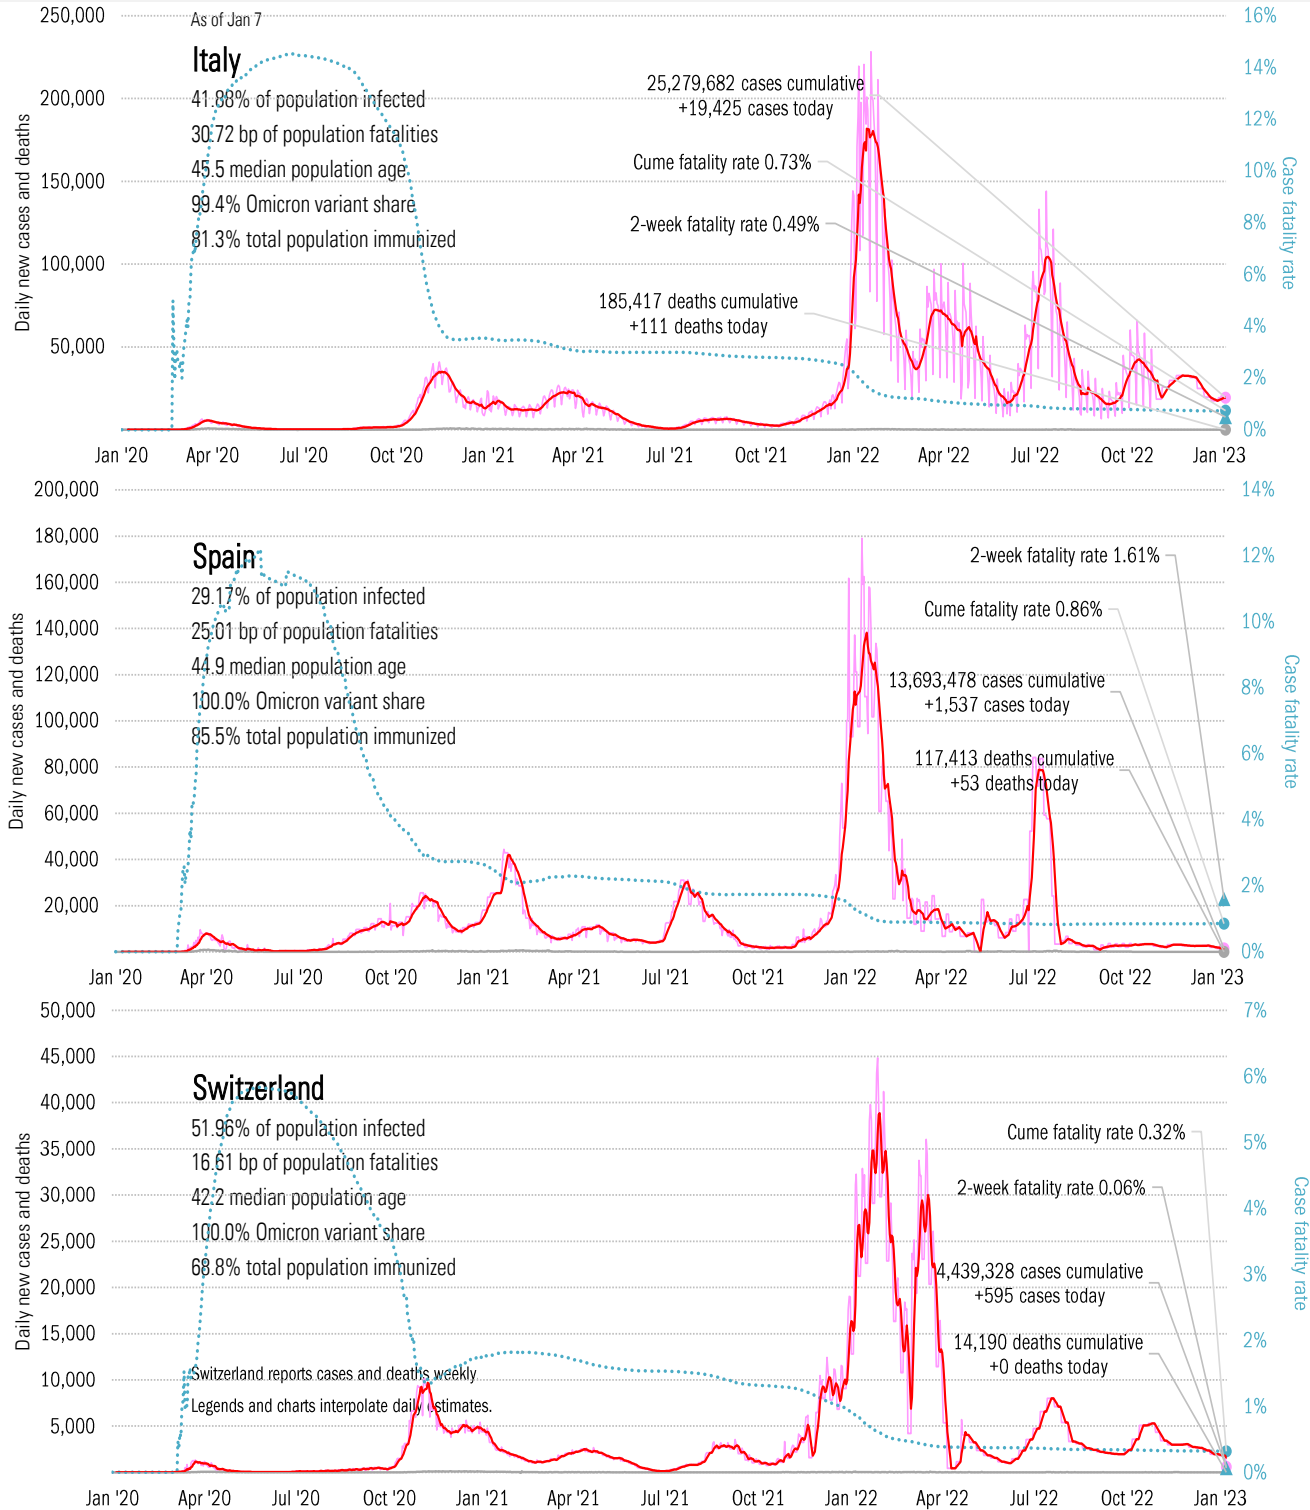 As of Jan 7
Italy
41.88% of population infected
30.72 bp of population fatalities
45.5 median population age
99.4% Omicron variant share
81.3% total population immunized
25,279,682 cases cumulative
+19,425 cases today
Cume fatality rate 0.73%
2-week fatality rate 0.49%
185,417 deaths cumulative
+111 deaths today
Daily new cases and deaths
250,000
200,000
150,000
100,000
50,000
16%
14%
12%
10%
8%
6%
4%
2%
0%
Case fatality rate
Jan '20 Apr '20 Jul '20 Oct '20 Jan '21 Apr '21 Jul '21 Oct '21 Jan '22 Apr '22 Jul '22 Oct '22 Jan '23
Spain
29.17% of population infected
25.01 bp of population fatalities
44.9 median population age
100.0% Omicron variant share
85.5% total population immunized
2-week fatality rate 1.61%
Cume fatality rate 0.86%
13,693,478 cases cumulative
+1,537 cases today
117,413 deaths cumulative
+53 deaths today
Daily new cases and deaths
200,000
180,000
160,000
140,000
120,000
100,000
80,000
60,000
40,000
20,000
14%
12%
10%
8%
6%
4%
2%
0%
Case fatality rate
Jan '20 Apr '20 Jul '20 Oct '20 Jan '21 Apr '21 Jul '21 Oct '21 Jan '22 Apr '22 Jul '22 Oct '22 Jan '23
Switzerland
51.96% of population infected
16.61 bp of population fatalities
42.2 median population age
100.0% Omicron variant share
68.8% total population immunized
Switzerland reports cases and deaths weekly
Legends and charts interpolate daily estimates.
Cume fatality rate 0.32%
2-week fatality rate 0.06%
4,439,328 cases cumulative
+595 cases today
14,190 deaths cumulative
+0 deaths today
Daily new cases and deaths
50,000
45,000
40,000
35,000
30,000
25,000
20,000
15,000
10,000
5,000
7%
6%
5%
4%
3%
2%
1%
0%
Case fatality rate
Jan '20 Apr '20 Jul '20 Oct '20 Jan '21 Apr '21 Jul '21 Oct '21 Jan '22 Apr '22 Jul '22 Oct '22 Jan '23